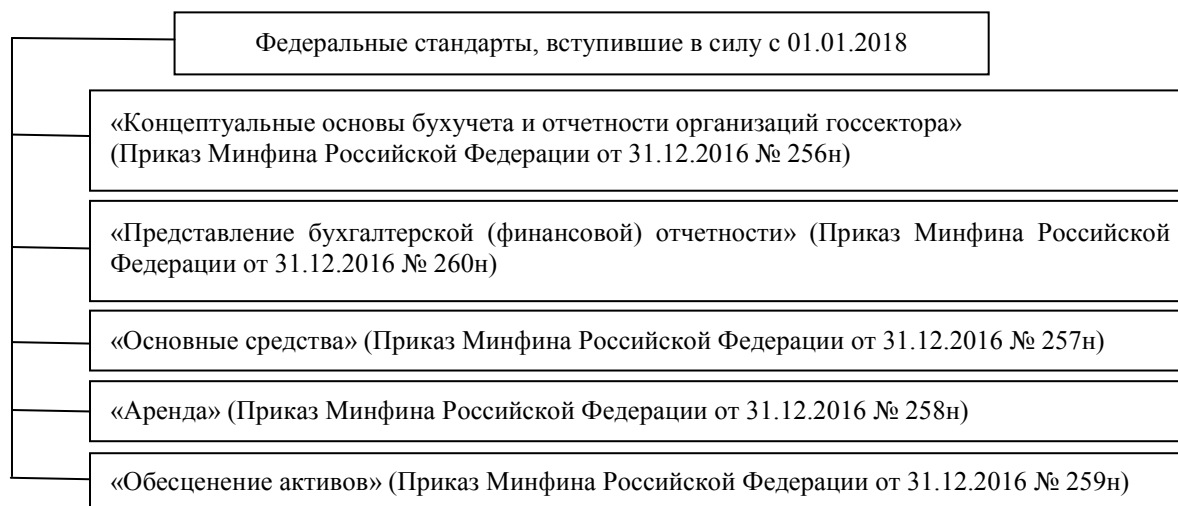 Федеральные стандарты, вступившие в силу с 01.01.2018
«Концептуальные основы бухучета и отчетности организаций госсектора»
(Приказ Минфина Российской Федерации от 31.12.2016 № 256н)
«Представление бухгалтерской (финансовой) отчетности» (Приказ Минфина Российской
Федерации от 31.12.2016 № 260н)
«Основные средства» (Приказ Минфина Российской Федерации от 31.12.2016 № 257н)
«Аренда» (Приказ Минфина Российской Федерации от 31.12.2016 № 258н)
«Обесценение активов» (Приказ Минфина Российской Федерации от 31.12.2016 № 259н)